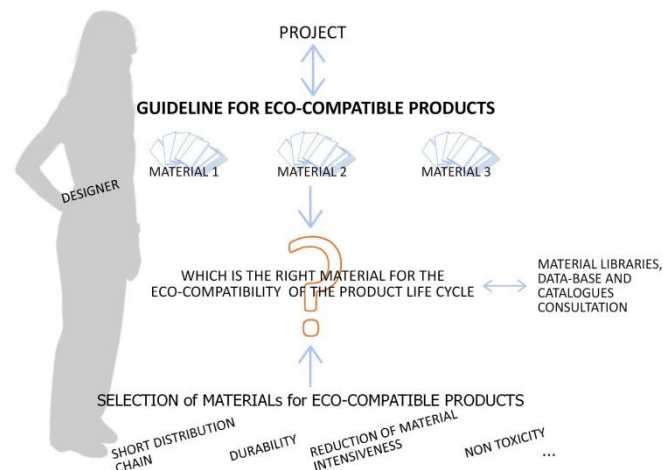 PROJECT
GUIDELINE FOR ECO-COMPATIBLE PRODUCTS
MATERIAL 1
MATERIAL 2
MATERIAL 3
DESIGNER
WHICH IS THE RIGHT MATERIAL FOR THE
ECO-COMPATIBILITY OF THE PRODUCT LIFE CYCLE
?
MATERIAL LIBRARIES,
DATA-BASE AND
CATALOGUES
CONSULTATION
SELECTION of MATERIALs for ECO-COMPATIBLE PRODUCTS
SHORT DISTRIBUTION
CHAIN
DURABILITY
REDUCTION OF MATERIAL
INTENSIVENESS
NON TOXICITY
...